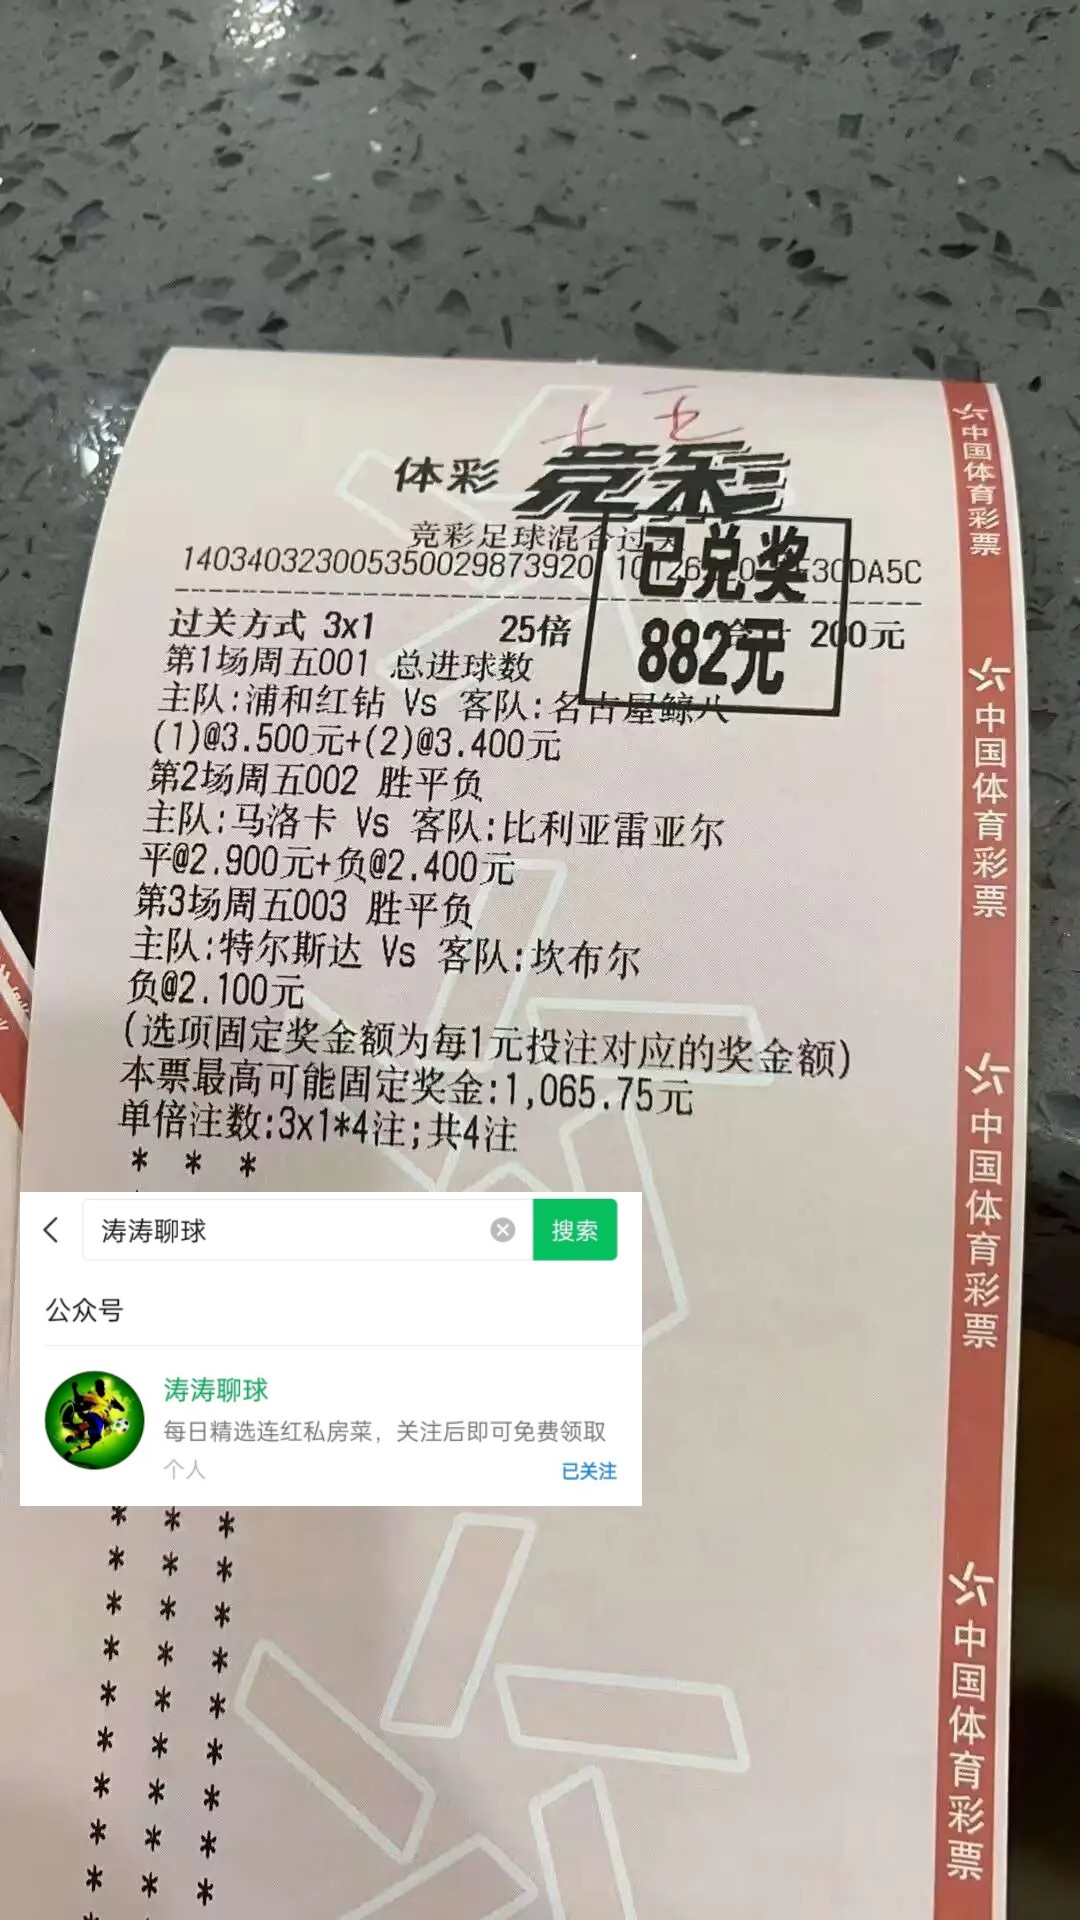 体彩 竞彩
竞彩足球混合过
已兑奖
882元
过关方式 3x1 25倍 200元
第1场周五001 总进球数
主队:浦和红钻 Vs 客队:名古屋鲸八
(1)@3.500元+(2)@3.400元
第2场周五002 胜平负
主队:马洛卡 Vs 客队:比利亚雷亚尔
平@2.900元+负@2.400元
第3场周五003 胜平负
主队:特尔斯达 Vs 客队:坎布尔
负@2.100元
(选项固定奖金额为每1元投注对应的奖金额)
本票最高可能固定奖金:1,065.75元
单倍注数:3x1*4注;共4注
* * *
涛涛聊球
搜索
公众号
涛涛聊球
每日精选连红私房菜，关注后即可免费领取
个人
已关注
* * *
* * *
* * *
* * *
* * *
* * *
* * *
* * *
* * *
中国体育彩票
中国体育彩票
中国体育彩票
中国体育彩票